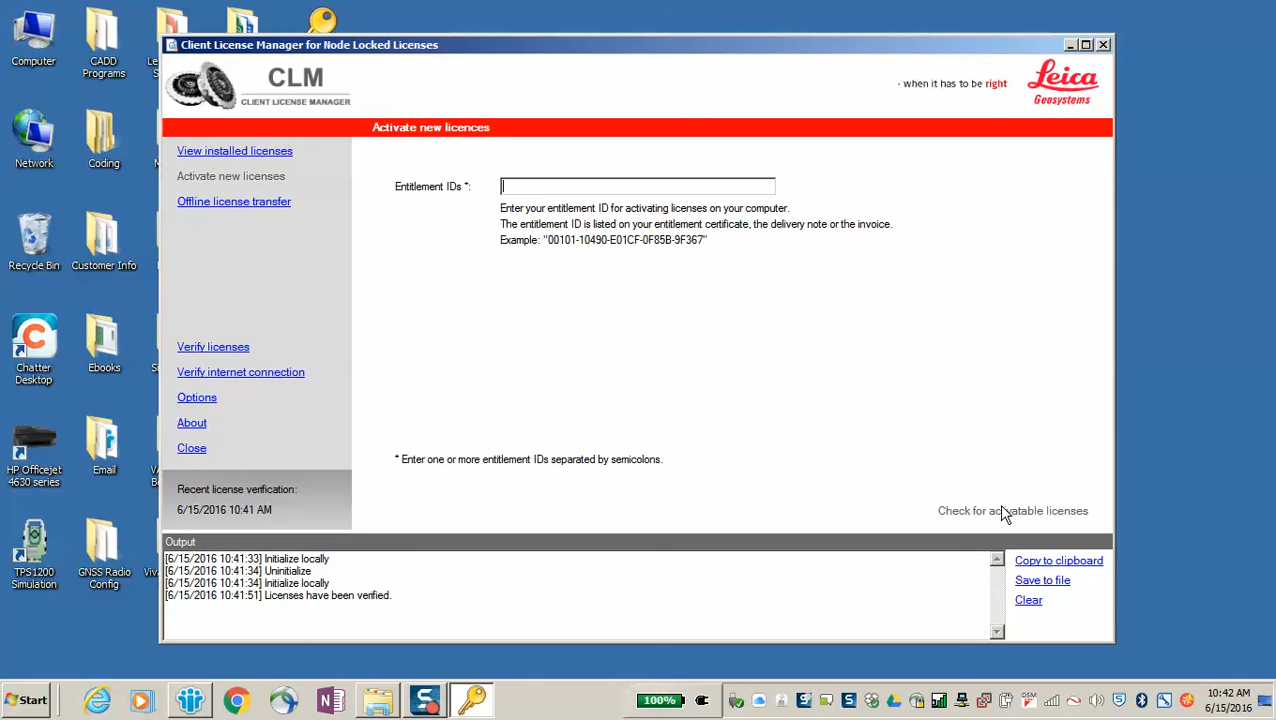 Client License Manager for Node Locked Licenses
CLM
CLIENT LICENSE MANAGER
- when it has to be right
Leica
Geosystems
Activate new licences
View installed licenses
Activate new licenses
Offline license transfer
Entitlement IDs *:
Enter your entitlement ID for activating licenses on your computer.
The entitlement ID is listed on your entitlement certificate, the delivery note or the invoice.
Example: "00101-10490-E01CF-0F85B-9F367"
Verify licenses
Verify internet connection
Options
About
Close
* Enter one or more entitlement IDs separated by semicolons.
Recent license verification:
6/15/2016 10:41 AM
Check for activatable licenses
Output
[6/15/2016 10:41:33] Initialize locally
[6/15/2016 10:41:34] Uninitialize
[6/15/2016 10:41:34] Initialize locally
[6/15/2016 10:41:51] Licenses have been verified.
Copy to clipboard
Save to file
Clear
Computer
CADD
Programs
Network
Coding
Recycle Bin
Customer Info
Chatter
Desktop
Ebooks
HP Officejet
4630 series
Email
TPS1200
Simulation
GNSS Radio
Config
Start
100%
10:42 AM
6/15/2016